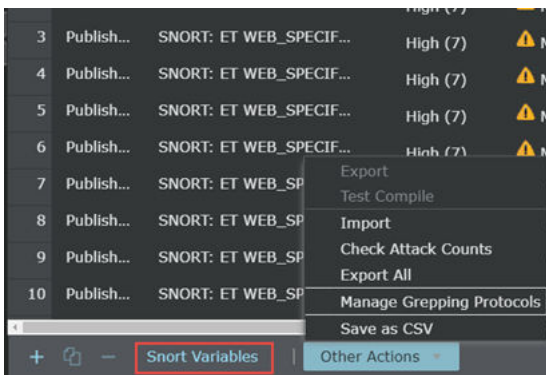 3 Publish... SNORT: ET WEB_SPECIF... High (7)
4 Publish... SNORT: ET WEB_SPECIF... High (7)
5 Publish... SNORT: ET WEB_SPECIF... High (7)
6 Publish... SNORT: ET WEB_SPECIF... High (7)
7 Publish... SNORT: ET WEB_SP
8 Publish... SNORT: ET WEB_SP
9 Publish... SNORT: ET WEB_SP
10 Publish... SNORT: ET WEB_SP
Export
Test Compile
Import
Check Attack Counts
Export All
Manage Grepping Protocols
Save as CSV
Snort Variables | Other Actions